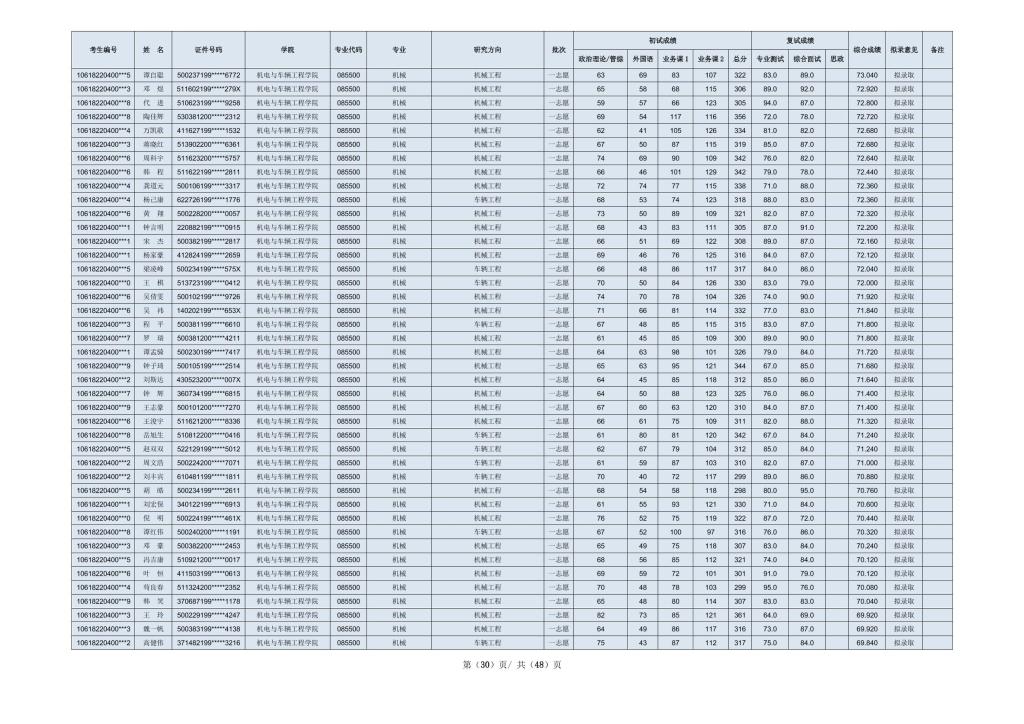 考生编号 姓 名 证件号码 学院 专业代码 专业 研究方向 批次 初试成绩 复试成绩 综合成绩 拟录意见 备注
政治理论/管综 外国语 业务课1 业务课2 总分 专业测试 综合面试 思政
10618220400***5 谭自聪 500237199*****6772 机电与车辆工程学院 085500 机械 机械工程 一志愿 63 69 83 107 322 83.0 89.0 73.040 拟录取
10618220400***3 邓 煜 511602199*****279X 机电与车辆工程学院 085500 机械 机械工程 一志愿 65 58 68 115 306 89.0 92.0 72.920 拟录取
10618220400***8 代 进 510623199*****9258 机电与车辆工程学院 085500 机械 机械工程 一志愿 59 57 66 123 305 94.0 87.0 72.800 拟录取
10618220400***8 陶佳辉 530381200*****2312 机电与车辆工程学院 085500 机械 机械工程 一志愿 69 54 117 116 356 72.0 78.0 72.720 拟录取
10618220400***4 万凯歌 411627199*****1532 机电与车辆工程学院 085500 机械 机械工程 一志愿 62 41 105 126 334 81.0 82.0 72.680 拟录取
10618220400***3 蒋晓红 513902200*****6361 机电与车辆工程学院 085500 机械 机械工程 一志愿 67 50 87 115 319 85.0 87.0 72.680 拟录取
10618220400***6 周科宇 511623200*****5757 机电与车辆工程学院 085500 机械 机械工程 一志愿 74 69 90 109 342 76.0 82.0 72.640 拟录取
10618220400***6 韩 程 511622199*****2811 机电与车辆工程学院 085500 机械 机械工程 一志愿 66 46 101 129 342 79.0 78.0 72.440 拟录取
10618220400***4 龚道元 500106199*****3317 机电与车辆工程学院 085500 机械 机械工程 一志愿 72 74 77 115 338 71.0 88.0 72.360 拟录取
10618220400***4 杨己康 622726199*****1776 机电与车辆工程学院 085500 机械 车辆工程 一志愿 68 53 74 123 318 88.0 83.0 72.360 拟录取
10618220400***6 黄 翔 500228200*****0057 机电与车辆工程学院 085500 机械 机械工程 一志愿 73 50 89 109 321 82.0 87.0 72.320 拟录取
10618220400***1 钟言明 220882199*****0915 机电与车辆工程学院 085500 机械 机械工程 一志愿 68 43 83 111 305 87.0 91.0 72.200 拟录取
10618220400***1 宋 杰 500382199*****2817 机电与车辆工程学院 085500 机械 机械工程 一志愿 66 51 69 122 308 89.0 87.0 72.160 拟录取
10618220400***1 杨家豪 412824199*****2659 机电与车辆工程学院 085500 机械 机械工程 一志愿 69 46 76 125 316 84.0 87.0 72.120 拟录取
10618220400***5 梁凌峰 500234199*****575X 机电与车辆工程学院 085500 机械 车辆工程 一志愿 66 48 86 117 317 84.0 86.0 72.040 拟录取
10618220400***0 王 棋 513723199*****0412 机电与车辆工程学院 085500 机械 车辆工程 一志愿 70 50 84 126 330 83.0 79.0 72.000 拟录取
10618220400***6 吴倩雯 500102199*****9726 机电与车辆工程学院 085500 机械 机械工程 一志愿 74 70 78 104 326 74.0 90.0 71.920 拟录取
10618220400***6 吴 祎 140202199*****653X 机电与车辆工程学院 085500 机械 机械工程 一志愿 71 66 81 114 332 77.0 83.0 71.840 拟录取
10618220400***3 程 平 500381199*****6610 机电与车辆工程学院 085500 机械 车辆工程 一志愿 67 48 85 115 315 83.0 87.0 71.800 拟录取
10618220400***7 罗 瑞 500381200*****4211 机电与车辆工程学院 085500 机械 机械工程 一志愿 61 45 85 109 300 89.0 90.0 71.800 拟录取
10618220400***1 谭孟骑 500230199*****7417 机电与车辆工程学院 085500 机械 机械工程 一志愿 64 63 98 101 326 79.0 84.0 71.720 拟录取
10618220400***9 钟子琦 500105199*****2514 机电与车辆工程学院 085500 机械 机械工程 一志愿 65 63 95 121 344 67.0 85.0 71.680 拟录取
10618220400***2 刘斯达 430523200*****007X 机电与车辆工程学院 085500 机械 机械工程 一志愿 64 45 85 118 312 85.0 86.0 71.640 拟录取
10618220400***7 钟 辉 360734199*****6815 机电与车辆工程学院 085500 机械 机械工程 一志愿 64 50 88 123 325 76.0 86.0 71.400 拟录取
10618220400***9 王志豪 500101200*****7270 机电与车辆工程学院 085500 机械 机械工程 一志愿 67 60 63 120 310 84.0 87.0 71.400 拟录取
10618220400***6 王浚宇 511621200*****8336 机电与车辆工程学院 085500 机械 机械工程 一志愿 66 61 75 109 311 82.0 88.0 71.320 拟录取
10618220400***8 岳旭生 510812200*****0416 机电与车辆工程学院 085500 机械 车辆工程 一志愿 61 80 81 120 342 67.0 84.0 71.240 拟录取
10618220400***5 赵双双 522129199*****5012 机电与车辆工程学院 085500 机械 车辆工程 一志愿 62 67 79 104 312 85.0 84.0 71.240 拟录取
10618220400***2 周文浩 500224200*****7071 机电与车辆工程学院 085500 机械 车辆工程 一志愿 61 59 87 103 310 82.0 87.0 71.000 拟录取
10618220400***2 刘丰宾 610481199*****1811 机电与车辆工程学院 085500 机械 车辆工程 一志愿 70 40 72 117 299 89.0 86.0 70.880 拟录取
10618220400***5 胡 皓 500234199*****2611 机电与车辆工程学院 085500 机械 机械工程 一志愿 68 54 58 118 298 80.0 95.0 70.760 拟录取
10618220400***1 刘宏保 340122199*****6913 机电与车辆工程学院 085500 机械 机械工程 一志愿 61 55 93 121 330 71.0 84.0 70.600 拟录取
10618220400***0 倪 明 500224199*****461X 机电与车辆工程学院 085500 机械 机械工程 一志愿 76 52 75 119 322 87.0 72.0 70.440 拟录取
10618220400***8 谭红伟 500240200*****1191 机电与车辆工程学院 085500 机械 车辆工程 一志愿 67 52 100 97 316 76.0 86.0 70.320 拟录取
10618220400***3 邓 豪 500382200*****2453 机电与车辆工程学院 085500 机械 机械工程 一志愿 65 49 75 118 307 83.0 84.0 70.240 拟录取
10618220400***5 冯吉康 510921200*****0017 机电与车辆工程学院 085500 机械 机械工程 一志愿 68 56 85 112 321 74.0 84.0 70.120 拟录取
10618220400***6 叶 恒 411503199*****0613 机电与车辆工程学院 085500 机械 机械工程 一志愿 69 59 72 101 301 91.0 79.0 70.120 拟录取
10618220400***4 苟良春 511324200*****2352 机电与车辆工程学院 085500 机械 机械工程 一志愿 70 48 78 103 299 95.0 76.0 70.080 拟录取
10618220400***9 韩 笑 370687199*****1178 机电与车辆工程学院 085500 机械 机械工程 一志愿 65 48 80 114 307 83.0 83.0 70.040 拟录取
10618220400***3 王 玲 500229199*****4247 机电与车辆工程学院 085500 机械 机械工程 一志愿 82 73 85 121 361 64.0 69.0 69.920 拟录取
10618220400***3 魏一帆 500383199*****4138 机电与车辆工程学院 085500 机械 机械工程 一志愿 64 49 86 117 316 73.0 87.0 69.920 拟录取
10618220400***2 高健伟 371482199*****3216 机电与车辆工程学院 085500 机械 车辆工程 一志愿 75 43 87 112 317 75.0 84.0 69.840 拟录取
第（30）页/ 共（48）页